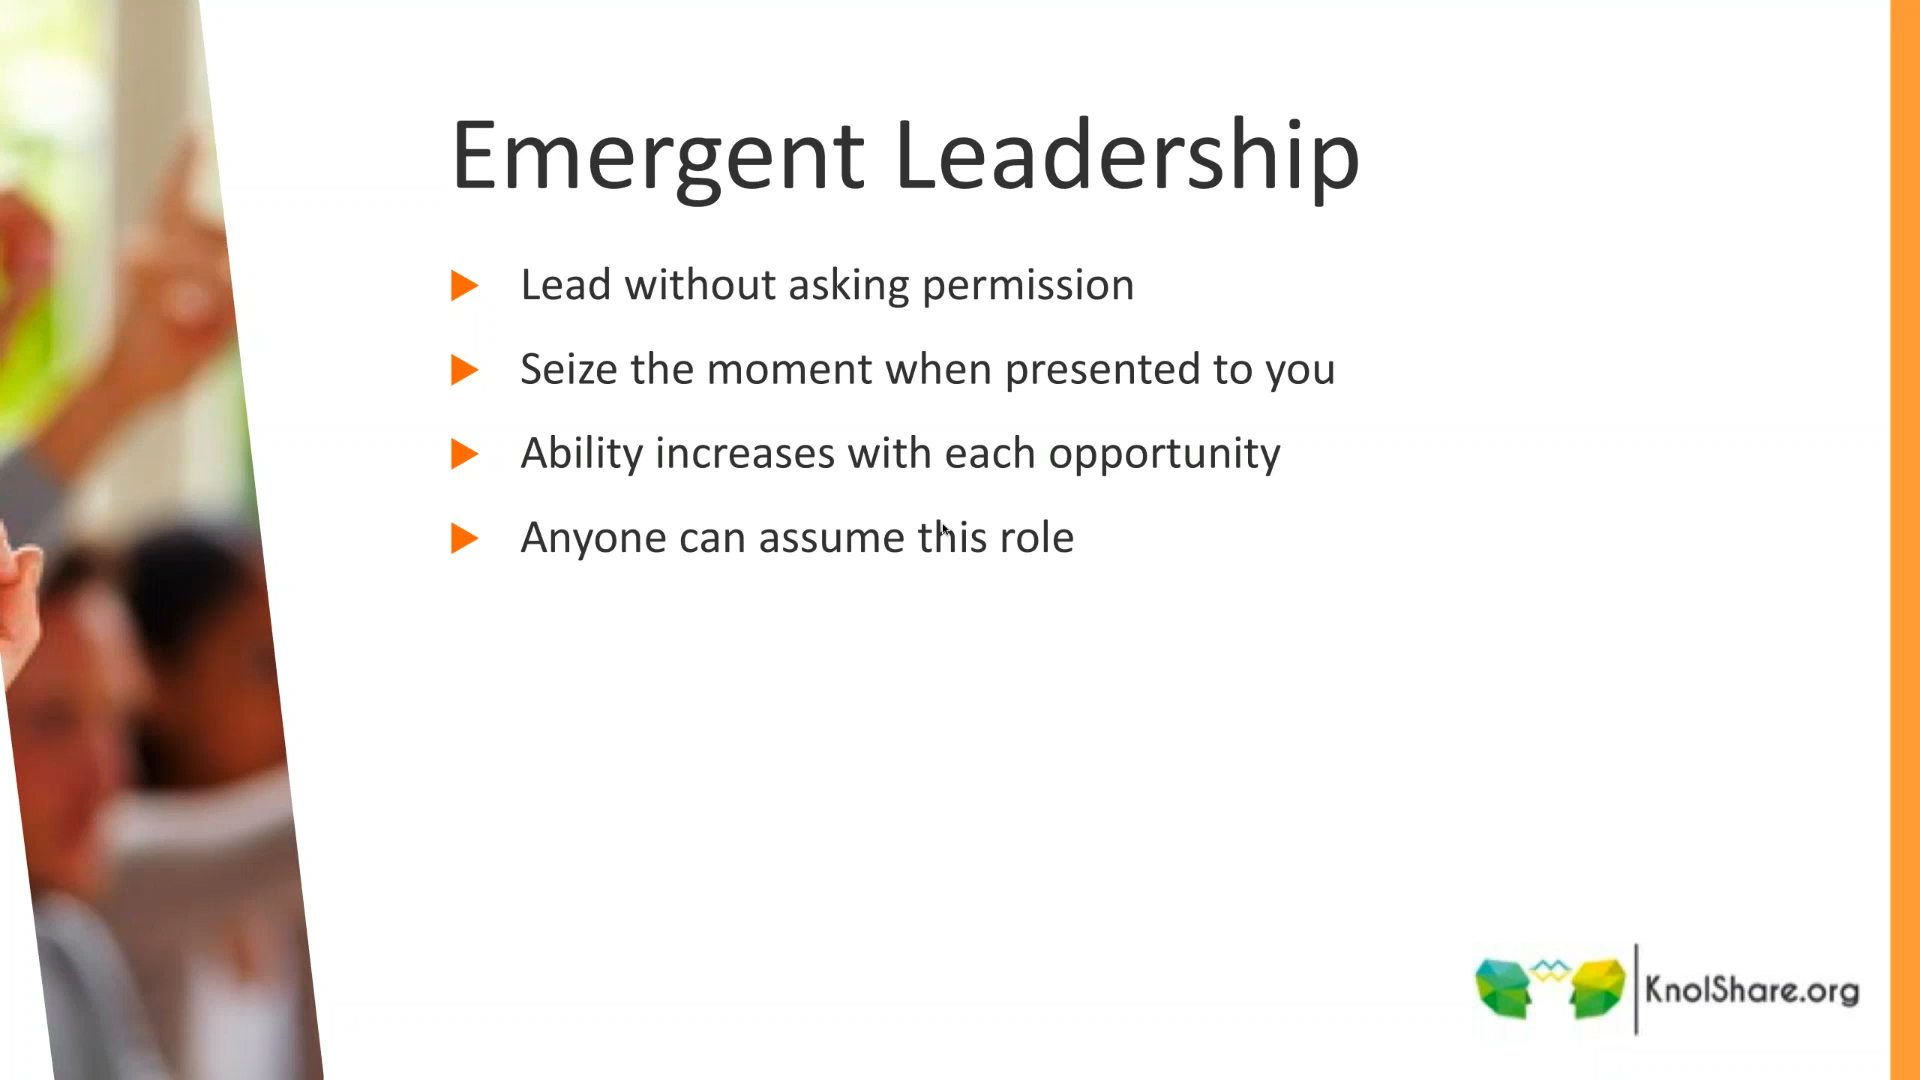 Emergent Leadership
Lead without asking permission
Seize the moment when presented to you
Ability increases with each opportunity
Anyone can assume this role
KnolShare.org